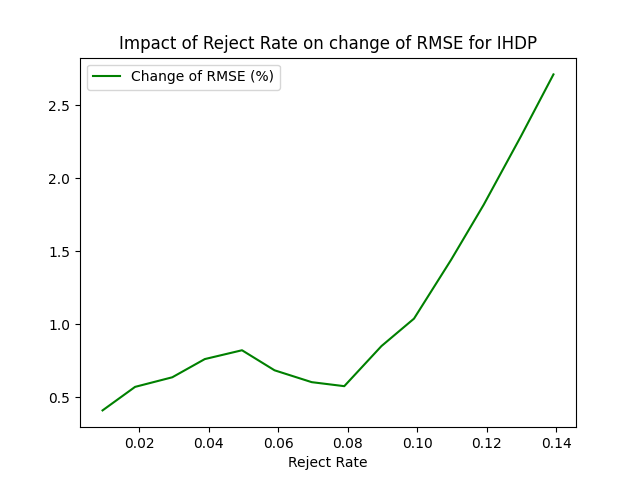 Impact of Reject Rate on change of RMSE for IHDP
Change of RMSE (%)
2.5
2.0
1.5
1.0
0.5
0.02 0.04 0.06 0.08 0.10 0.12 0.14
Reject Rate